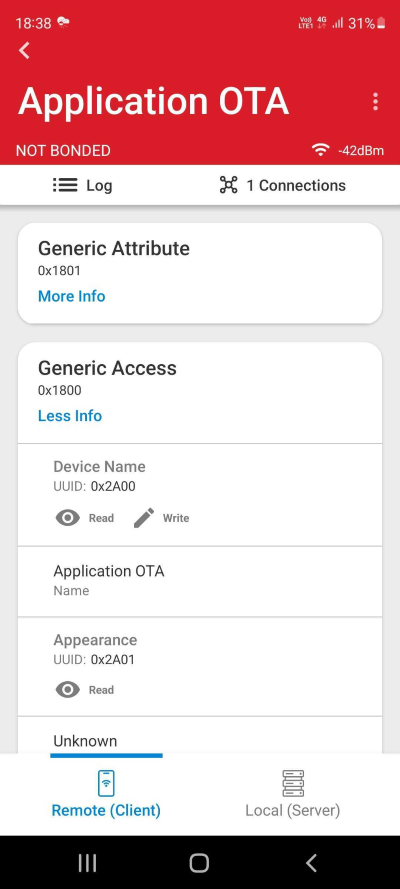 18:38
Vo)) LTE1 4G 31%
Application OTA
NOT BONDED
-42dBm
Log
1 Connections
Generic Attribute
0x1801
More Info
Generic Access
0x1800
Less Info
Device Name
UUID: 0x2A00
Read
Write
Application OTA
Name
Appearance
UUID: 0x2A01
Read
Unknown
Remote (Client)
Local (Server)